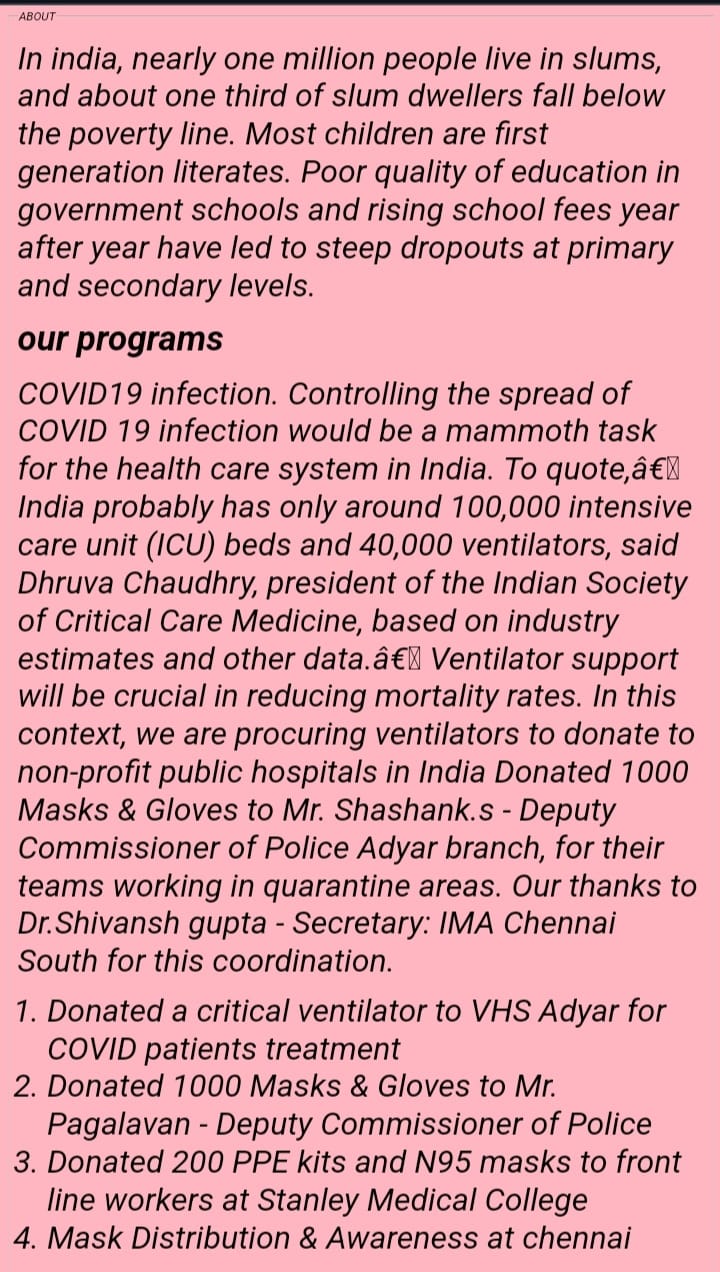 ABOUT
In india, nearly one million people live in slums,
and about one third of slum dwellers fall below
the poverty line. Most children are first
generation literates. Poor quality of education in
government schools and rising school fees year
after year have led to steep dropouts at primary
and secondary levels.
our programs
COVID19 infection. Controlling the spread of
COVID 19 infection would be a mammoth task
for the health care system in India. To quote,â€
India probably has only around 100,000 intensive
care unit (ICU) beds and 40,000 ventilators, said
Dhruva Chaudhry, president of the Indian Society
of Critical Care Medicine, based on industry
estimates and other data.â€ Ventilator support
will be crucial in reducing mortality rates. In this
context, we are procuring ventilators to donate to
non-profit public hospitals in India Donated 1000
Masks & Gloves to Mr. Shashank.s - Deputy
Commissioner of Police Adyar branch, for their
teams working in quarantine areas. Our thanks to
Dr.Shivansh gupta - Secretary: IMA Chennai
South for this coordination.
1. Donated a critical ventilator to VHS Adyar for
COVID patients treatment
2. Donated 1000 Masks & Gloves to Mr.
Pagalavan - Deputy Commissioner of Police
3. Donated 200 PPE kits and N95 masks to front
line workers at Stanley Medical College
4. Mask Distribution & Awareness at chennai